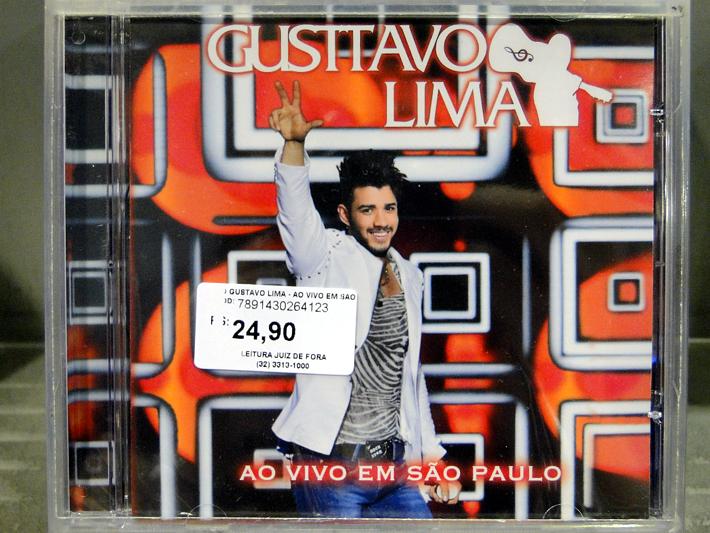 GUSTTAVO
LIMA
GUSTAVO LIMA - AO VIVO EM SAO
7891430264123
24,90
LEITURA JUIZ DE FORA
(32) 3313-1000
AO VIVO EM SÃO PAULO